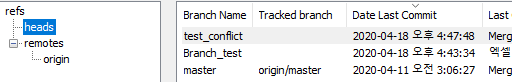 refs
heads
remotes
origin
Branch Name Tracked branch Date Last Commit Last
test_conflict 2020-04-18 오후 4:47:48 Merg
Branch_test 2020-04-18 오후 4:43:34 엑셀
master origin/master 2020-04-11 오전 3:06:27 Merg